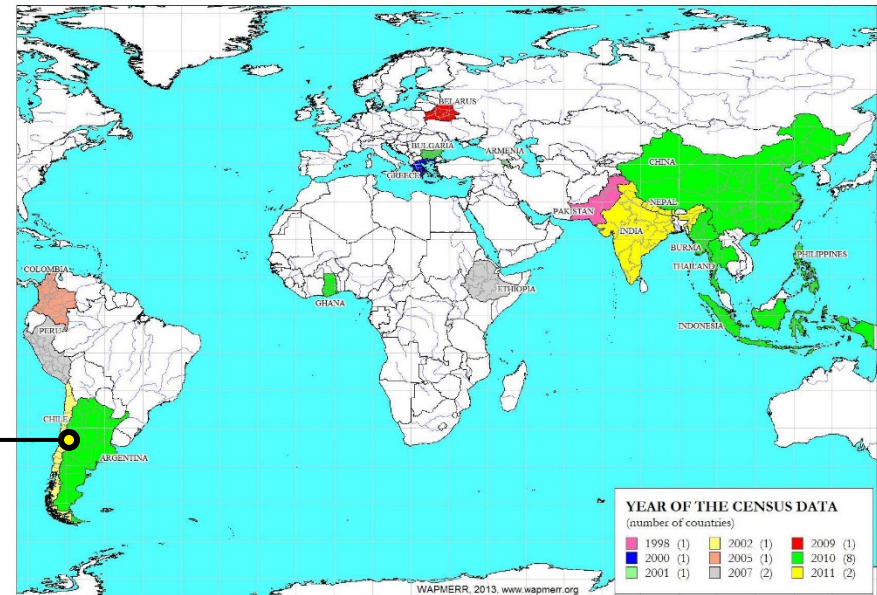 BELARUS
BULGARIA
ARMENIA
GREECE
CHINA
PAKISTAN
NEPAL
INDIA
BURMA
PHILIPPINES
THAILAND
COLOMBIA
ETHIOPIA
GHANA
PERU
INDONESIA
CHILE
ARGENTINA
YEAR OF THE CENSUS DATA
(number of countries)
1998 (1) 2002 (1) 2009 (1)
2000 (1) 2005 (1) 2010 (8)
2001 (1) 2007 (2) 2011 (2)
WAPMERR, 2013, www.wapmerr.org